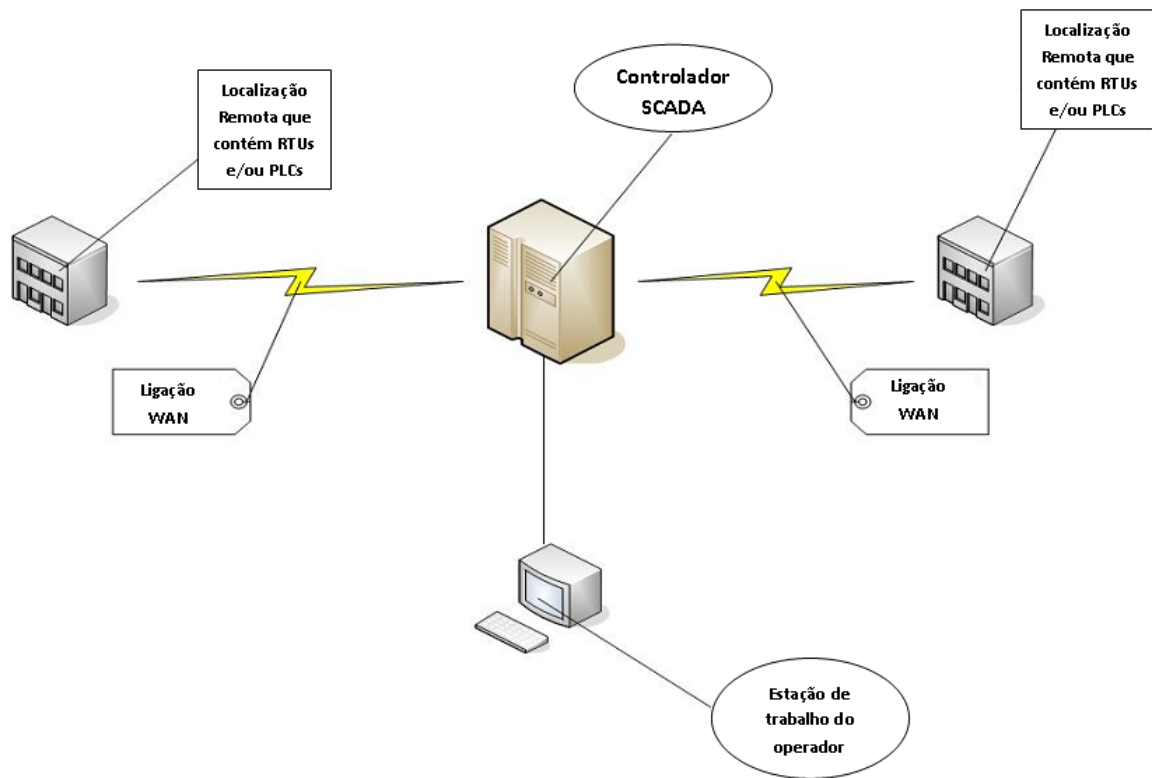 Localização
Remota que
contém RTUs
e/ou PLCs
Controlador
SCADA
Localização
Remota que
contém RTUs
e/ou PLCs
Ligação
WAN
Ligação
WAN
Estação de
trabalho do
operador